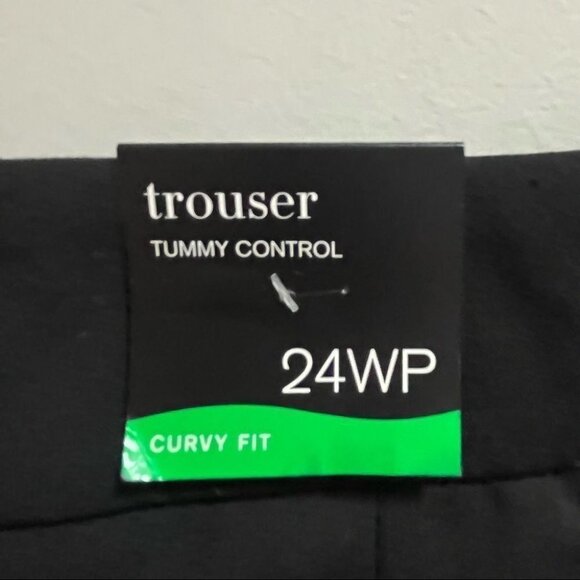 trouser
TUMMY CONTROL
24WP
CURVY FIT